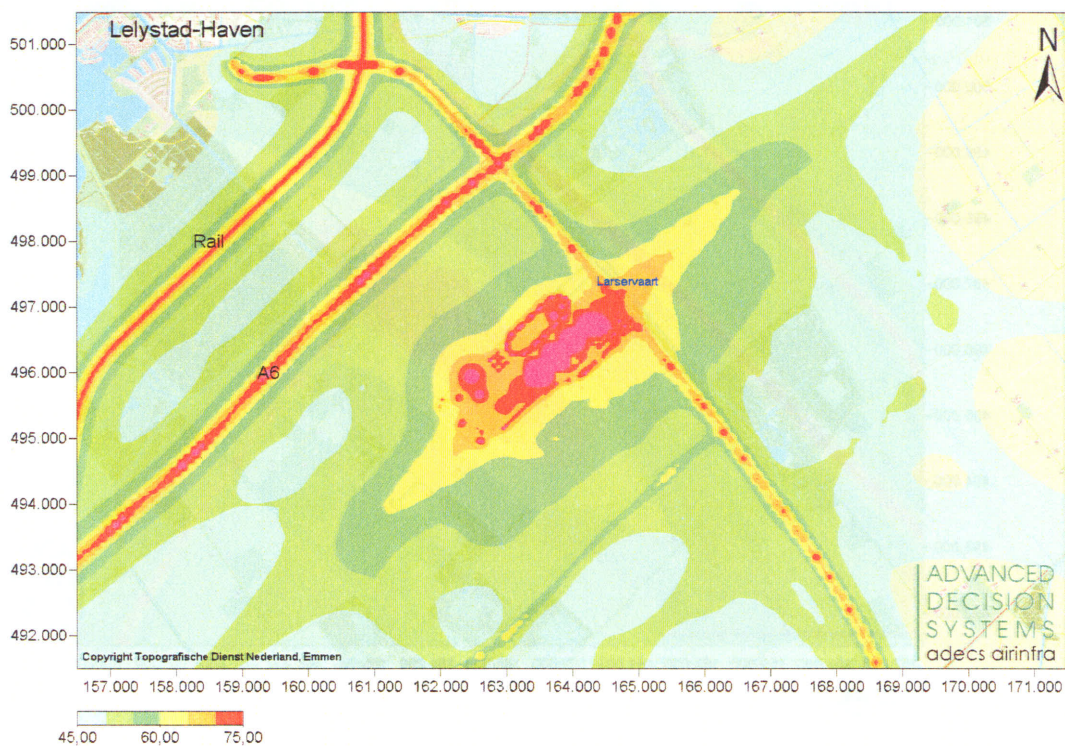 Lelystad-Haven
N
501.000
500.000
499.000
498.000
497.000
496.000
495.000
494.000
493.000
492.000
Rail
A6
Larservaart
ADVANCED
DECISION
SYSTEMS
adecs airinfra
Copyright Topografische Dienst Nederland, Emmen
157.000 158.000 159.000 160.000 161.000 162.000 163.000 164.000 165.000 166.000 167.000 168.000 169.000 170.000 171.000
45,00 60,00 75,00